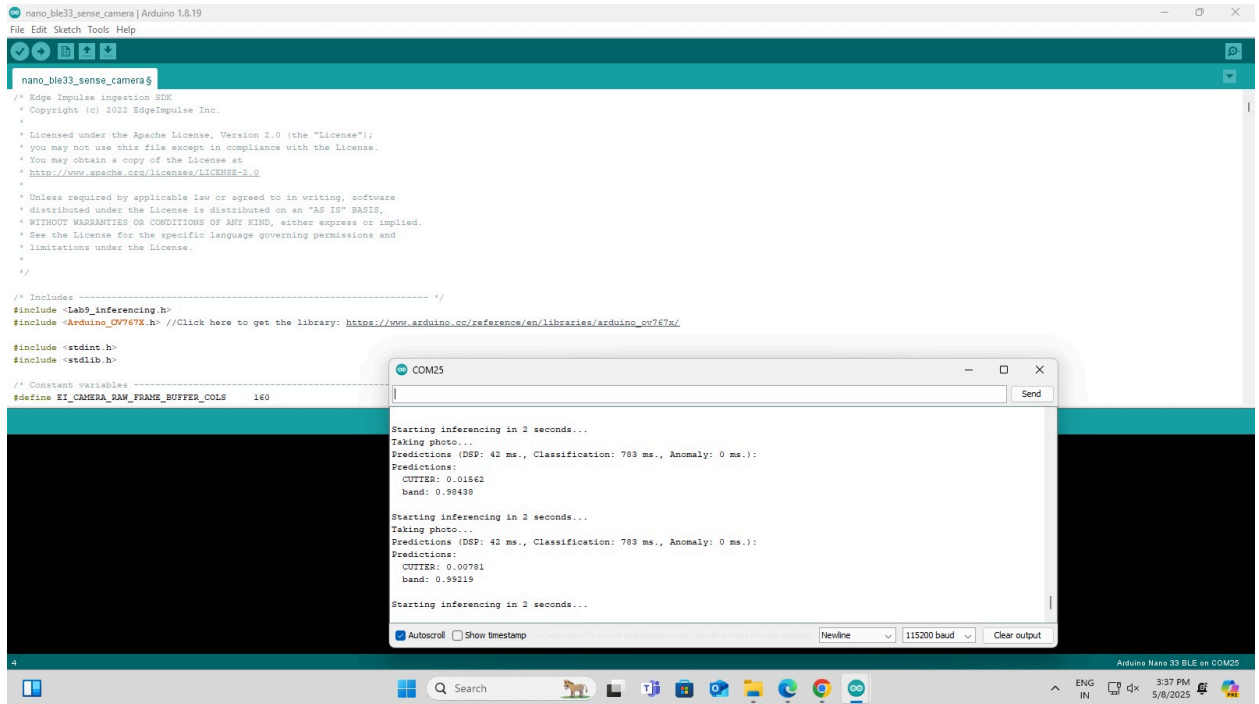 nano_ble33_sense_camera | Arduino 1.8.19
File Edit Sketch Tools Help
nano_ble33_sense_camera §
/* Edge Impulse ingestion SDK
 * Copyright (c) 2022 EdgeImpulse Inc.
 *
 * Licensed under the Apache License, Version 2.0 (the "License");
 * you may not use this file except in compliance with the License.
 * You may obtain a copy of the License at
 * http://www.apache.org/licenses/LICENSE-2.0
 *
 * Unless required by applicable law or agreed to in writing, software
 * distributed under the License is distributed on an "AS IS" BASIS,
 * WITHOUT WARRANTIES OR CONDITIONS OF ANY KIND, either express or implied.
 * See the License for the specific language governing permissions and
 * limitations under the License.
 *
 */
/* Includes ---------------------------------------------------------------- */
#include <Lab9_inferencing.h>
#include <Arduino_OV767X.h> //Click here to get the library: https://www.arduino.cc/reference/en/libraries/arduino_ov767x/
#include <stdint.h>
#include <stdlib.h>
/* Constant variables -------------------------------------------
#define EI_CAMERA_RAW_FRAME_BUFFER_COLS 160
COM25
Send
Starting inferencing in 2 seconds...
Taking photo...
Predictions (DSP: 42 ms., Classification: 783 ms., Anomaly: 0 ms.):
Predictions:
CUTTER: 0.01562
band: 0.98438
Starting inferencing in 2 seconds...
Taking photo...
Predictions (DSP: 42 ms., Classification: 783 ms., Anomaly: 0 ms.):
Predictions:
CUTTER: 0.00781
band: 0.99219
Starting inferencing in 2 seconds...
Autoscroll Show timestamp Newline 115200 baud Clear output
4 Arduino Nano 33 BLE on COM25
Search ENG IN 3:37 PM 5/8/2025 PRE